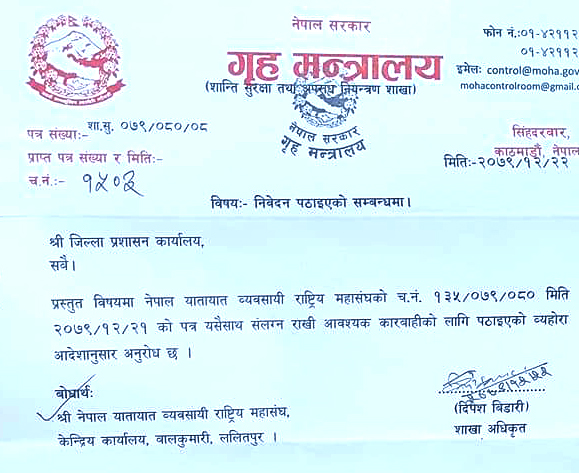 नेपाल सरकार
फोन नं.:०१-४२११२
०१-४२११२
गृह मन्त्रालय
इमेलः control@moha.gov
(शान्ति सुरक्षा तथा अपराध नियन्त्रण शाखा)
mohacontrolroom@gmail.c
नेपाल सरकार
गृह मन्त्रालय
पत्र संख्याः- शा.सु. ०७९/०८०/०८
सिंहदरवार,
प्राप्त पत्र संख्या र मितिः-
काठमाडौं, नेपाल
मितिः-२०७९/१२/२२
च.नं.:- १५०३
विषयः- निवेदन पठाइएको सम्बन्धमा।
श्री जिल्ला प्रशासन कार्यालय,
सवै।
प्रस्तुत विषयमा नेपाल यातायात व्यवसायी राष्ट्रिय महासंघको च.नं. १३५/०७९/०८० मिति
२०७९/१२/२१ को पत्र यसैसाथ संलग्न राखी आवश्यक कारवाहीको लागि पठाइएको व्यहोरा
आदेशानुसार अनुरोध छ ।
बोधार्थः
श्री नेपाल यातायात व्यवसायी राष्ट्रिय महासंघ,
केन्द्रिय कार्यालय, वालकुमारी, ललितपुर ।
(दिपेश बिडारी)
शाखा अधिकृत